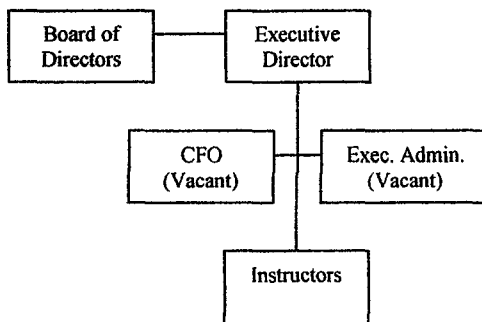 Board of
Directors
Executive
Director
CFO
(Vacant)
Exec. Admin.
(Vacant)
Instructors